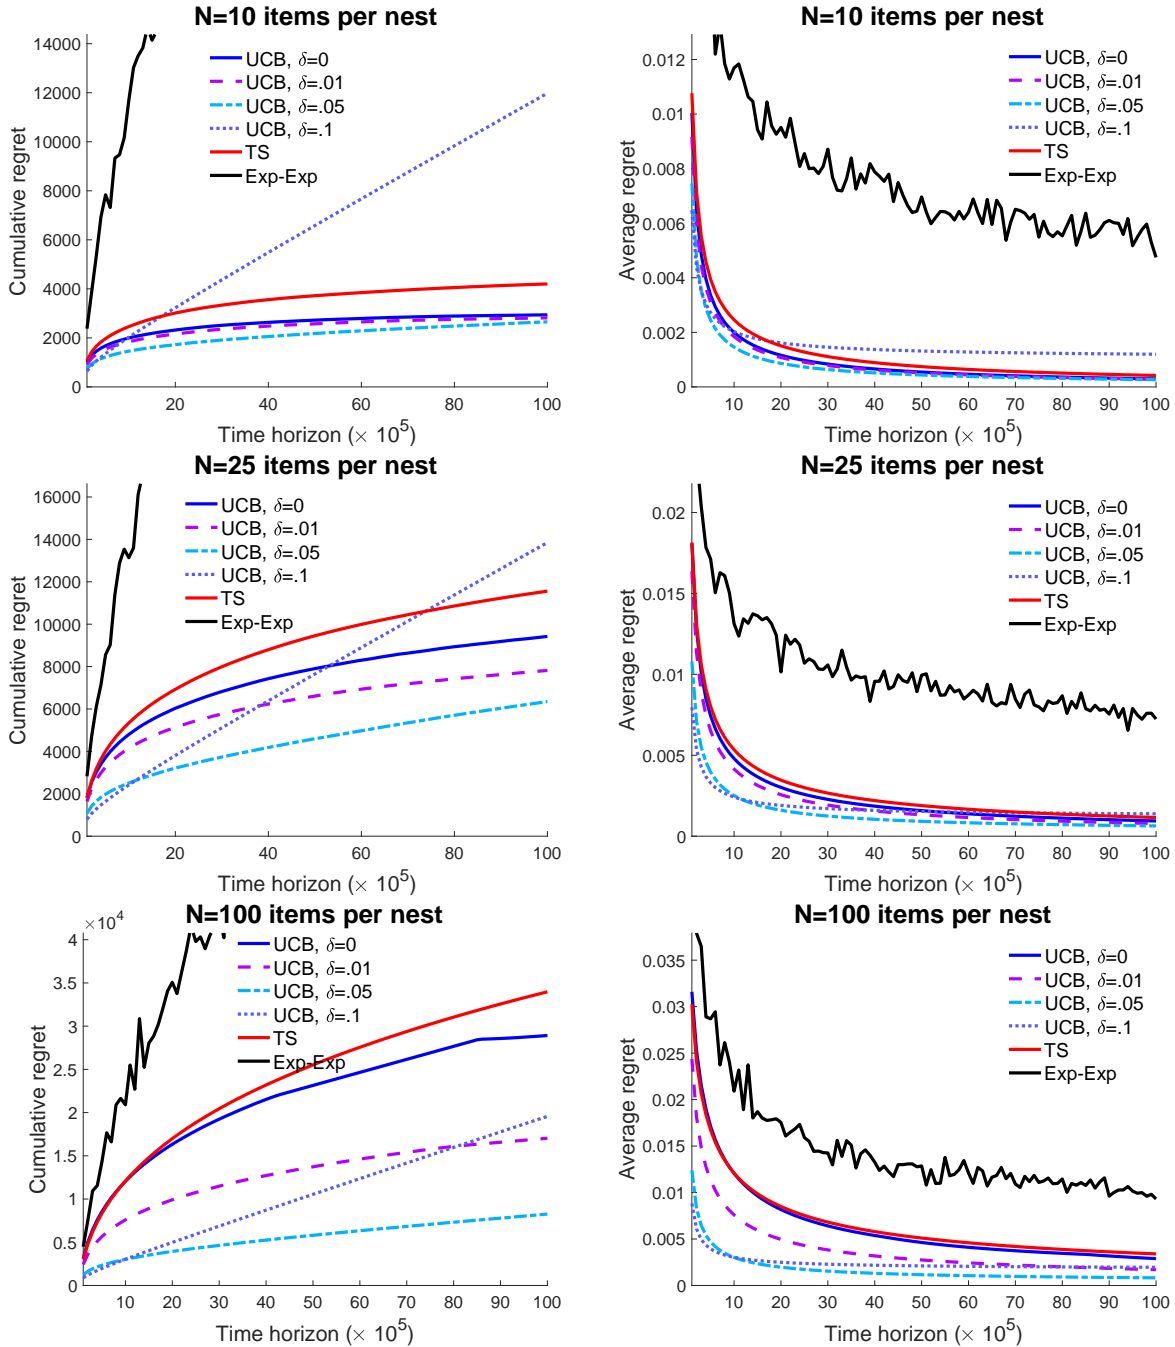 N=10 items per nest
Cumulative regret
14000
12000
10000
8000
6000
4000
2000
0
UCB, δ=0
UCB, δ=.01
UCB, δ=.05
UCB, δ=.1
TS
Exp-Exp
20 40 60 80 100
Time horizon (× 10^5)
N=10 items per nest
Average regret
0.012
0.01
0.008
0.006
0.004
0.002
0
UCB, δ=0
UCB, δ=.01
UCB, δ=.05
UCB, δ=.1
TS
Exp-Exp
10 20 30 40 50 60 70 80 90 100
Time horizon (× 10^5)
N=25 items per nest
Cumulative regret
16000
14000
12000
10000
8000
6000
4000
2000
0
UCB, δ=0
UCB, δ=.01
UCB, δ=.05
UCB, δ=.1
TS
Exp-Exp
20 40 60 80 100
Time horizon (× 10^5)
N=25 items per nest
Average regret
0.02
0.015
0.01
0.005
0
UCB, δ=0
UCB, δ=.01
UCB, δ=.05
UCB, δ=.1
TS
Exp-Exp
10 20 30 40 50 60 70 80 90 100
Time horizon (× 10^5)
N=100 items per nest
×10^4
Cumulative regret
4
3.5
3
2.5
2
1.5
1
0.5
0
UCB, δ=0
UCB, δ=.01
UCB, δ=.05
UCB, δ=.1
TS
Exp-Exp
10 20 30 40 50 60 70 80 90 100
Time horizon (× 10^5)
N=100 items per nest
Average regret
0.035
0.03
0.025
0.02
0.015
0.01
0.005
0
UCB, δ=0
UCB, δ=.01
UCB, δ=.05
UCB, δ=.1
TS
Exp-Exp
10 20 30 40 50 60 70 80 90 100
Time horizon (× 10^5)